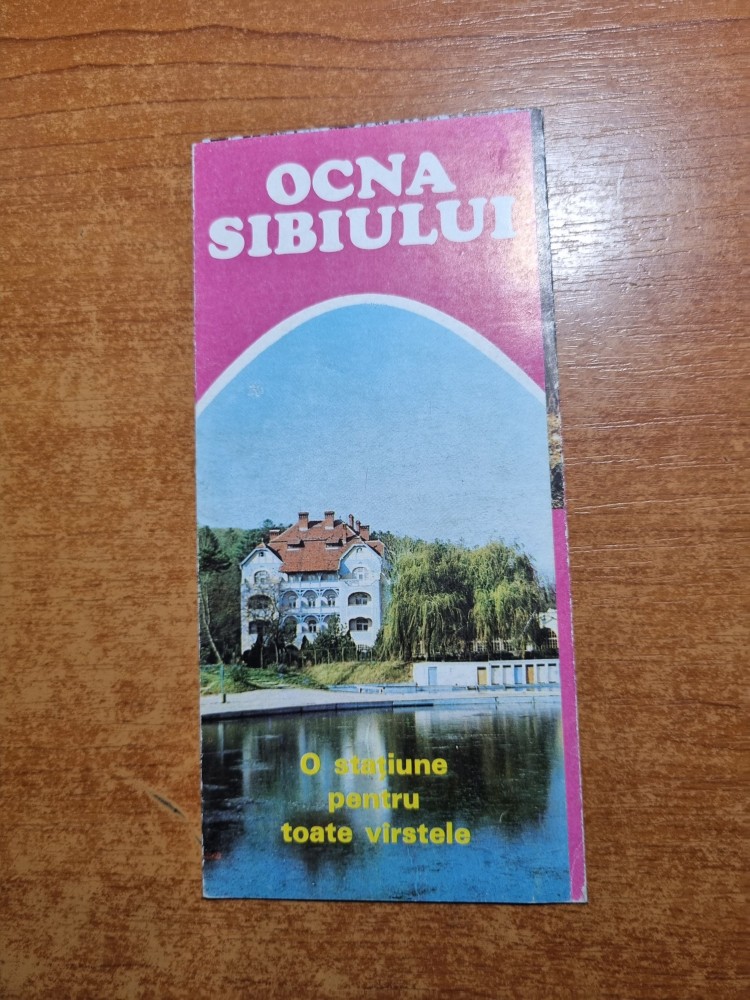 OCNA
SIBIULUI
O stațiune
pentru
toate vîrstele